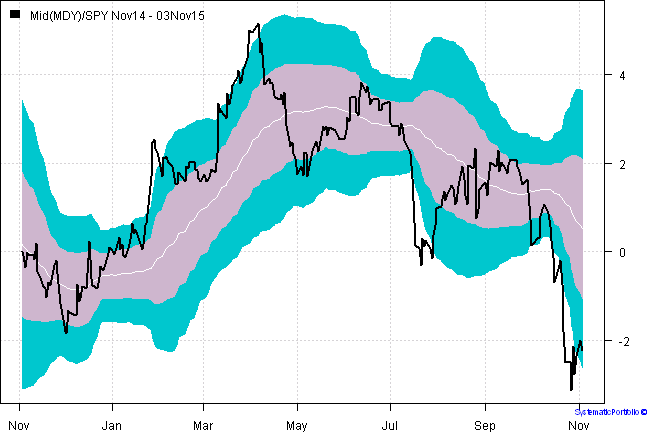 Mid(MDY)/SPY Nov14 - 03Nov15
4
2
0
-2
SystematicPortfolio ©
Nov Jan Mar May Jul Sep Nov